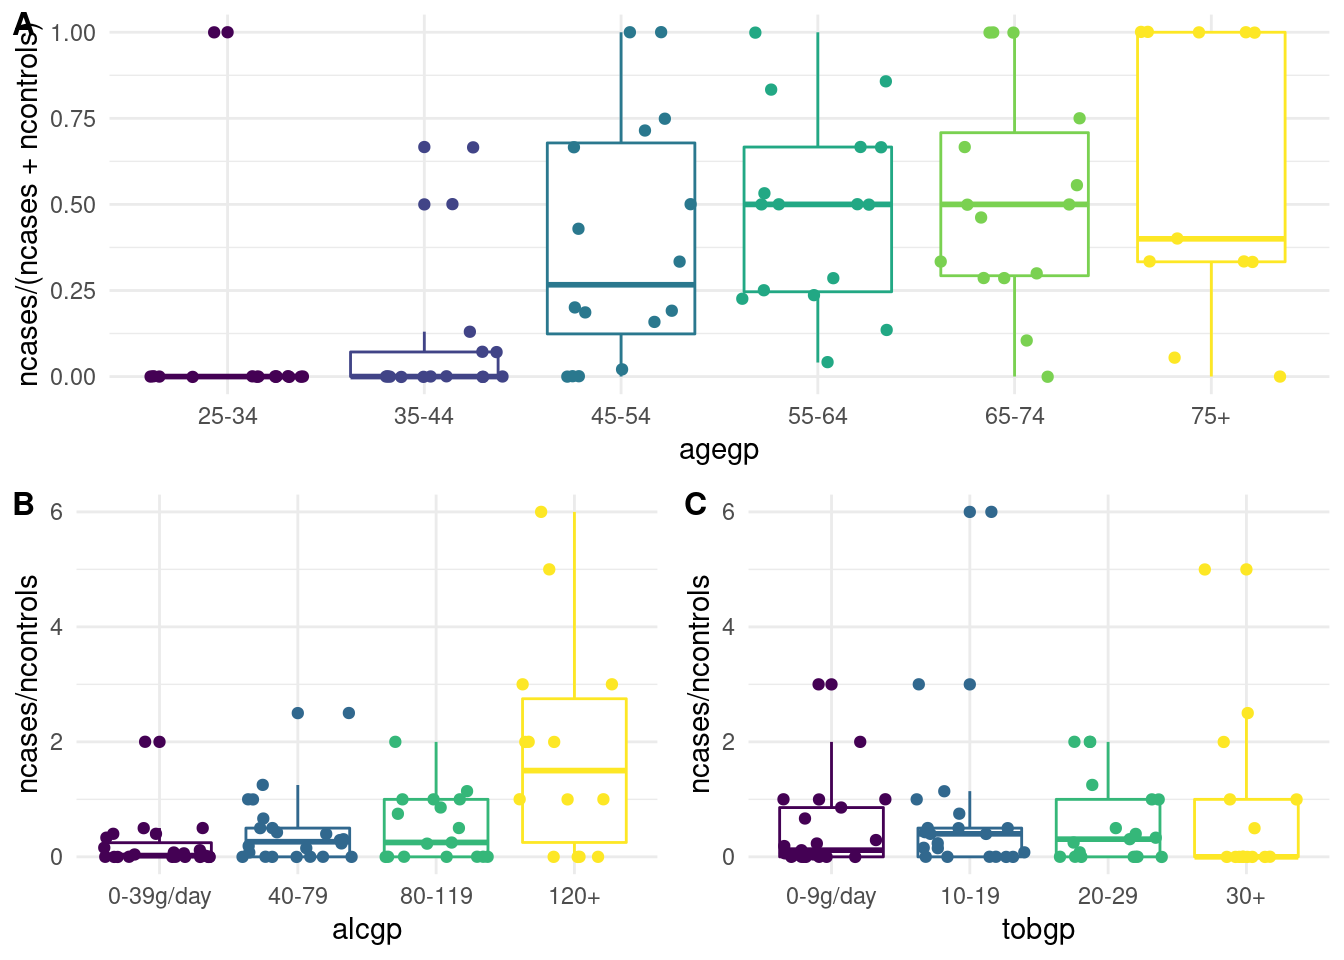 A
ncases/(ncases + ncontrols)
1.00
0.75
0.50
0.25
0.00
25-34 35-44 45-54 55-64 65-74 75+
agegp
B
ncases/ncontrols
6
4
2
0
0-39g/day 40-79 80-119 120+
alcgp
C
ncases/ncontrols
6
4
2
0
0-9g/day 10-19 20-29 30+
tobgp